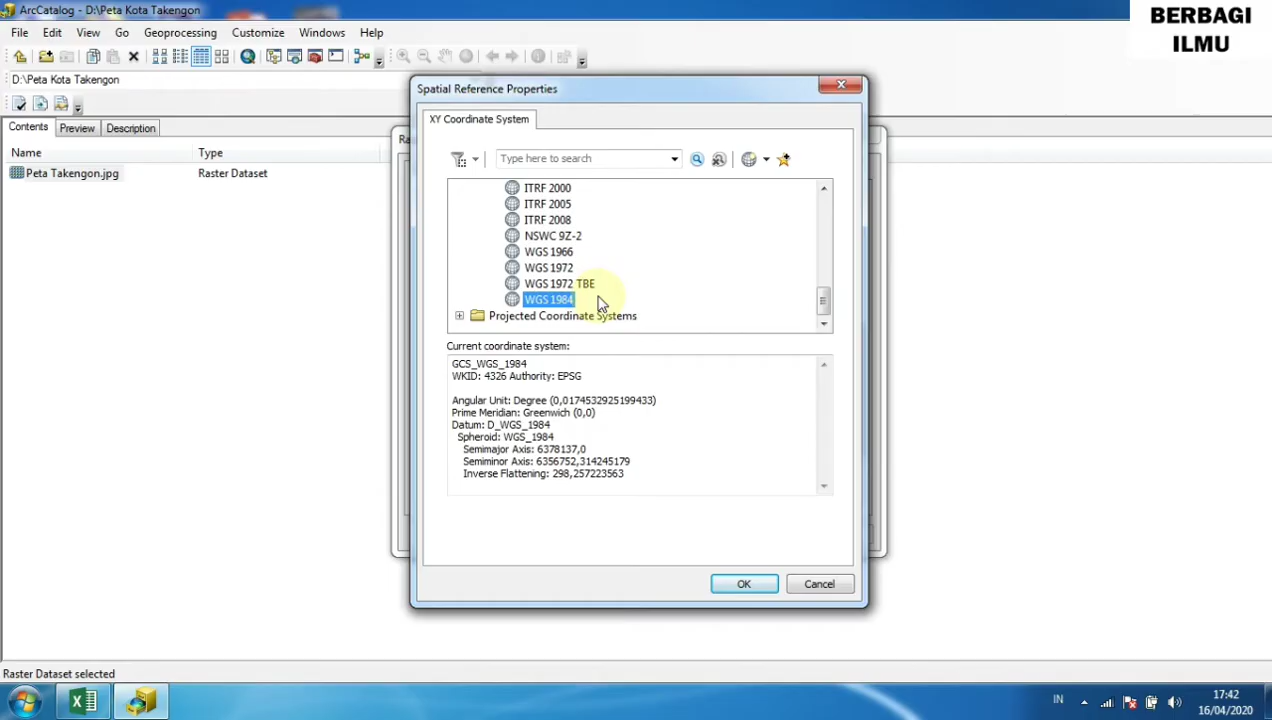 ArcCatalog - D:\Peta Kota Takengon
BERBAGI
ILMU
File Edit View Go Geoprocessing Customize Windows Help
D:\Peta Kota Takengon
Spatial Reference Properties
Contents Preview Description
XY Coordinate System
Name Type
Type here to search
Peta Takengon.jpg Raster Dataset
ITRF 2000
ITRF 2005
ITRF 2008
NSWC 9Z-2
WGS 1966
WGS 1972
WGS 1972 TBE
WGS 1984
Projected Coordinate Systems
Current coordinate system:
GCS_WGS_1984
WKID: 4326 Authority: EPSG
Angular Unit: Degree (0,0174532925199433)
Prime Meridian: Greenwich (0,0)
Datum: D_WGS_1984
Spheroid: WGS_1984
Semimajor Axis: 6378137,0
Semiminor Axis: 6356752,314245179
Inverse Flattening: 298,257223563
OK Cancel
Raster Dataset selected
IN
17:42
16/04/2020